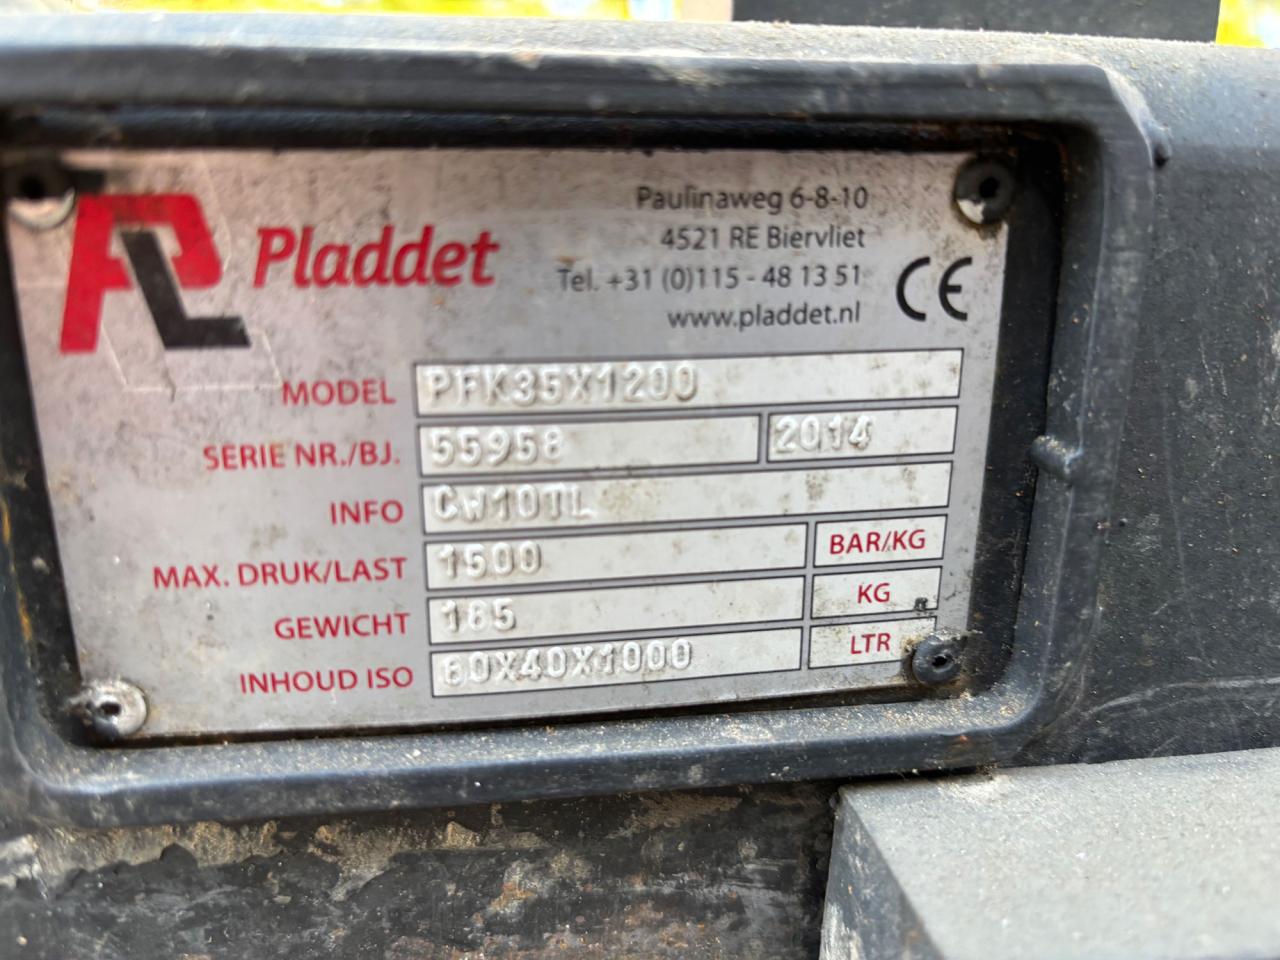 Pladdet
Paulinaweg 6-8-10
4521 RE Biervliet
Tel. +31 (0)115 - 48 13 51
www.pladdet.nl
CE
MODEL PFK35X1200
SERIE NR./BJ. 55958 2014
INFO CW10TL
MAX. DRUK/LAST 1500 BAR/KG
GEWICHT 185 KG
INHOUD ISO 80X40X1000 LTR